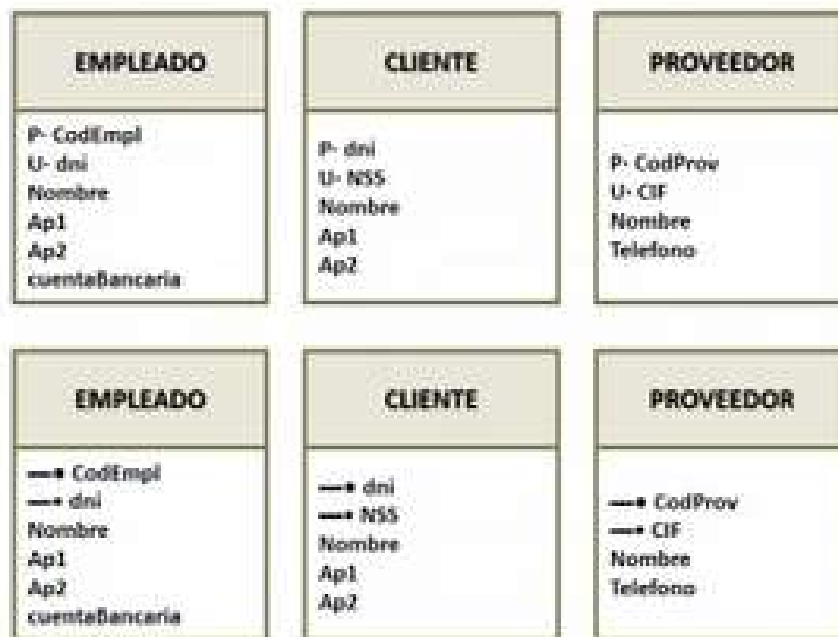 EMPLEADO
P- CodEmpl
U- dni
Nombre
Ap1
Ap2
cuentaBancaria
CLIENTE
P- dni
U- NSS
Nombre
Ap1
Ap2
PROVEEDOR
P- CodProv
U- CIF
Nombre
Telefono
EMPLEADO
CodEmpl
dni
Nombre
Ap1
Ap2
cuentaBancaria
CLIENTE
dni
NSS
Nombre
Ap1
Ap2
PROVEEDOR
CodProv
CIF
Nombre
Telefono